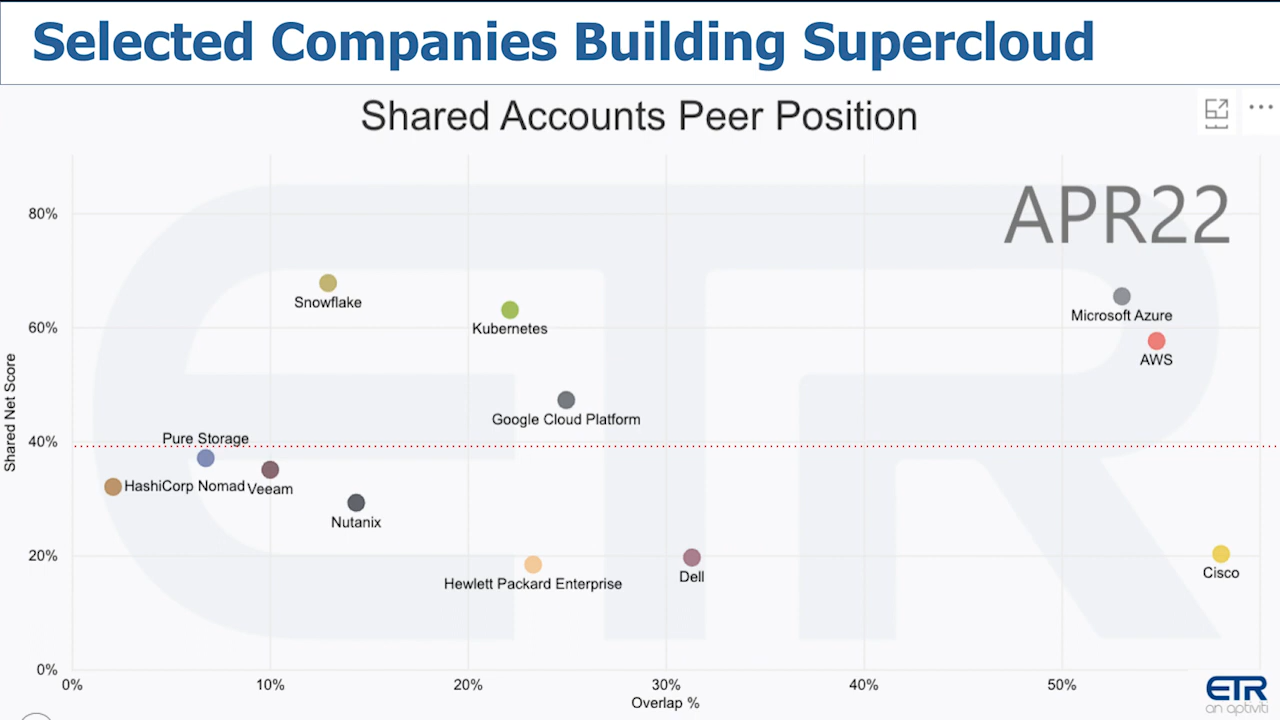 Selected Companies Building Supercloud
Shared Accounts Peer Position
APR22
80%
Snowflake
Kubernetes
Microsoft Azure
60%
AWS
Google Cloud Platform
Shared Net Score
40%
Pure Storage
HashiCorp Nomad
Veeam
Nutanix
20%
Hewlett Packard Enterprise
Dell
Cisco
0%
0%
10%
20%
30%
40%
50%
Overlap %
ETR
an aptiviti
ETR